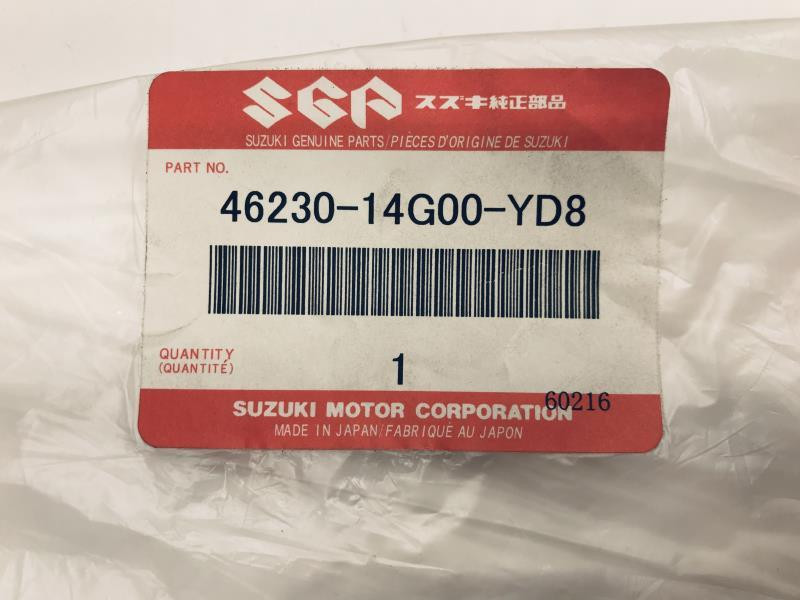 SGP スズキ純正部品
SUZUKI GENUINE PARTS/PIÈCES D'ORIGINE DE SUZUKI
PART NO.
46230-14G00-YD8
QUANTITY
(QUANTITÉ)
1
SUZUKI MOTOR CORPORATION
60216
MADE IN JAPAN/FABRIQUÉ AU JAPON